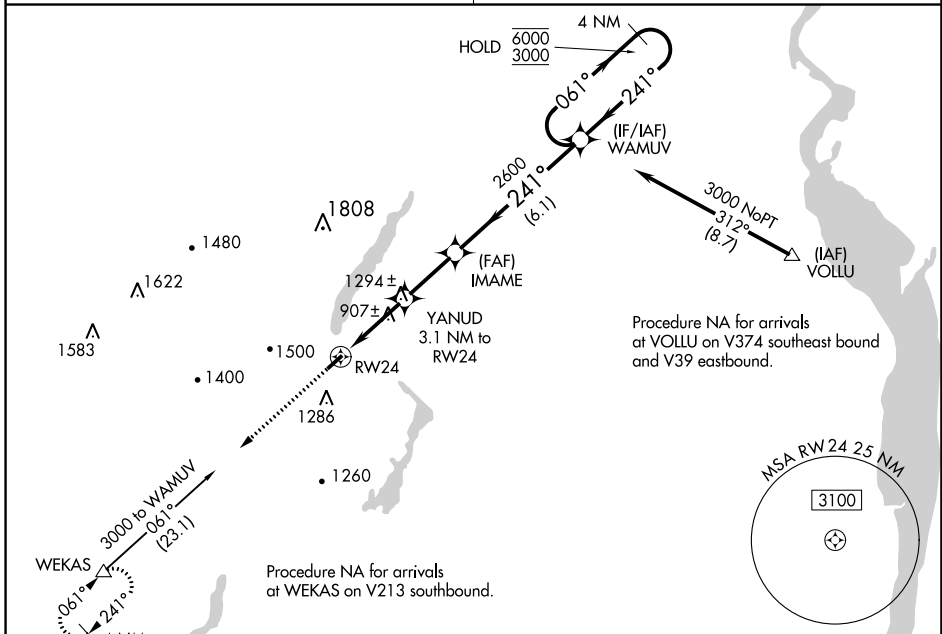 4 NM
HOLD
6000
3000
061°
241°
(IF/IAF)
WAMUV
2600
241°
(6.1)
3000 NoPT
312°
(8.7)
(IAF)
VOLLU
1808
1480
1622
1583
(FAF)
IMAME
1294±
907±
YANUD
3.1 NM to
RW24
1500
RW24
1400
1286
1260
Procedure NA for arrivals
at VOLLU on V374 southeast bound
and V39 eastbound.
MSA RW24 25 NM
3100
3000 to WAMUV
061°
(23.1)
WEKAS
061°
241°
Procedure NA for arrivals
at WEKAS on V213 southbound.